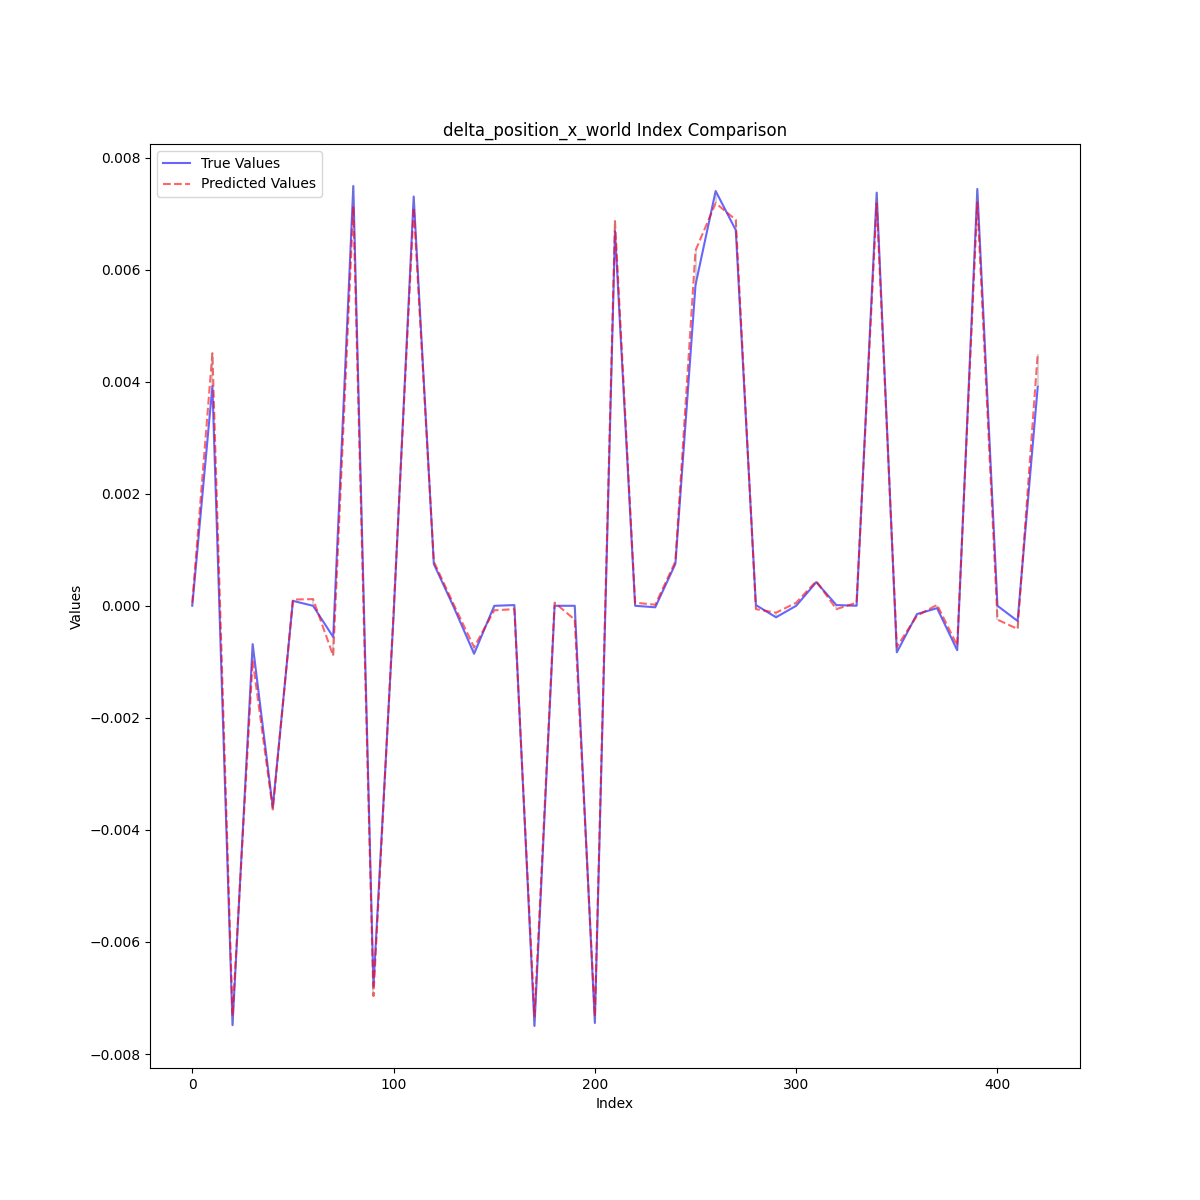 delta_position_x_world Index Comparison
True Values
Predicted Values
0.008
0.006
0.004
0.002
0.000
−0.002
−0.004
−0.006
−0.008
Values
0 100 200 300 400
Index